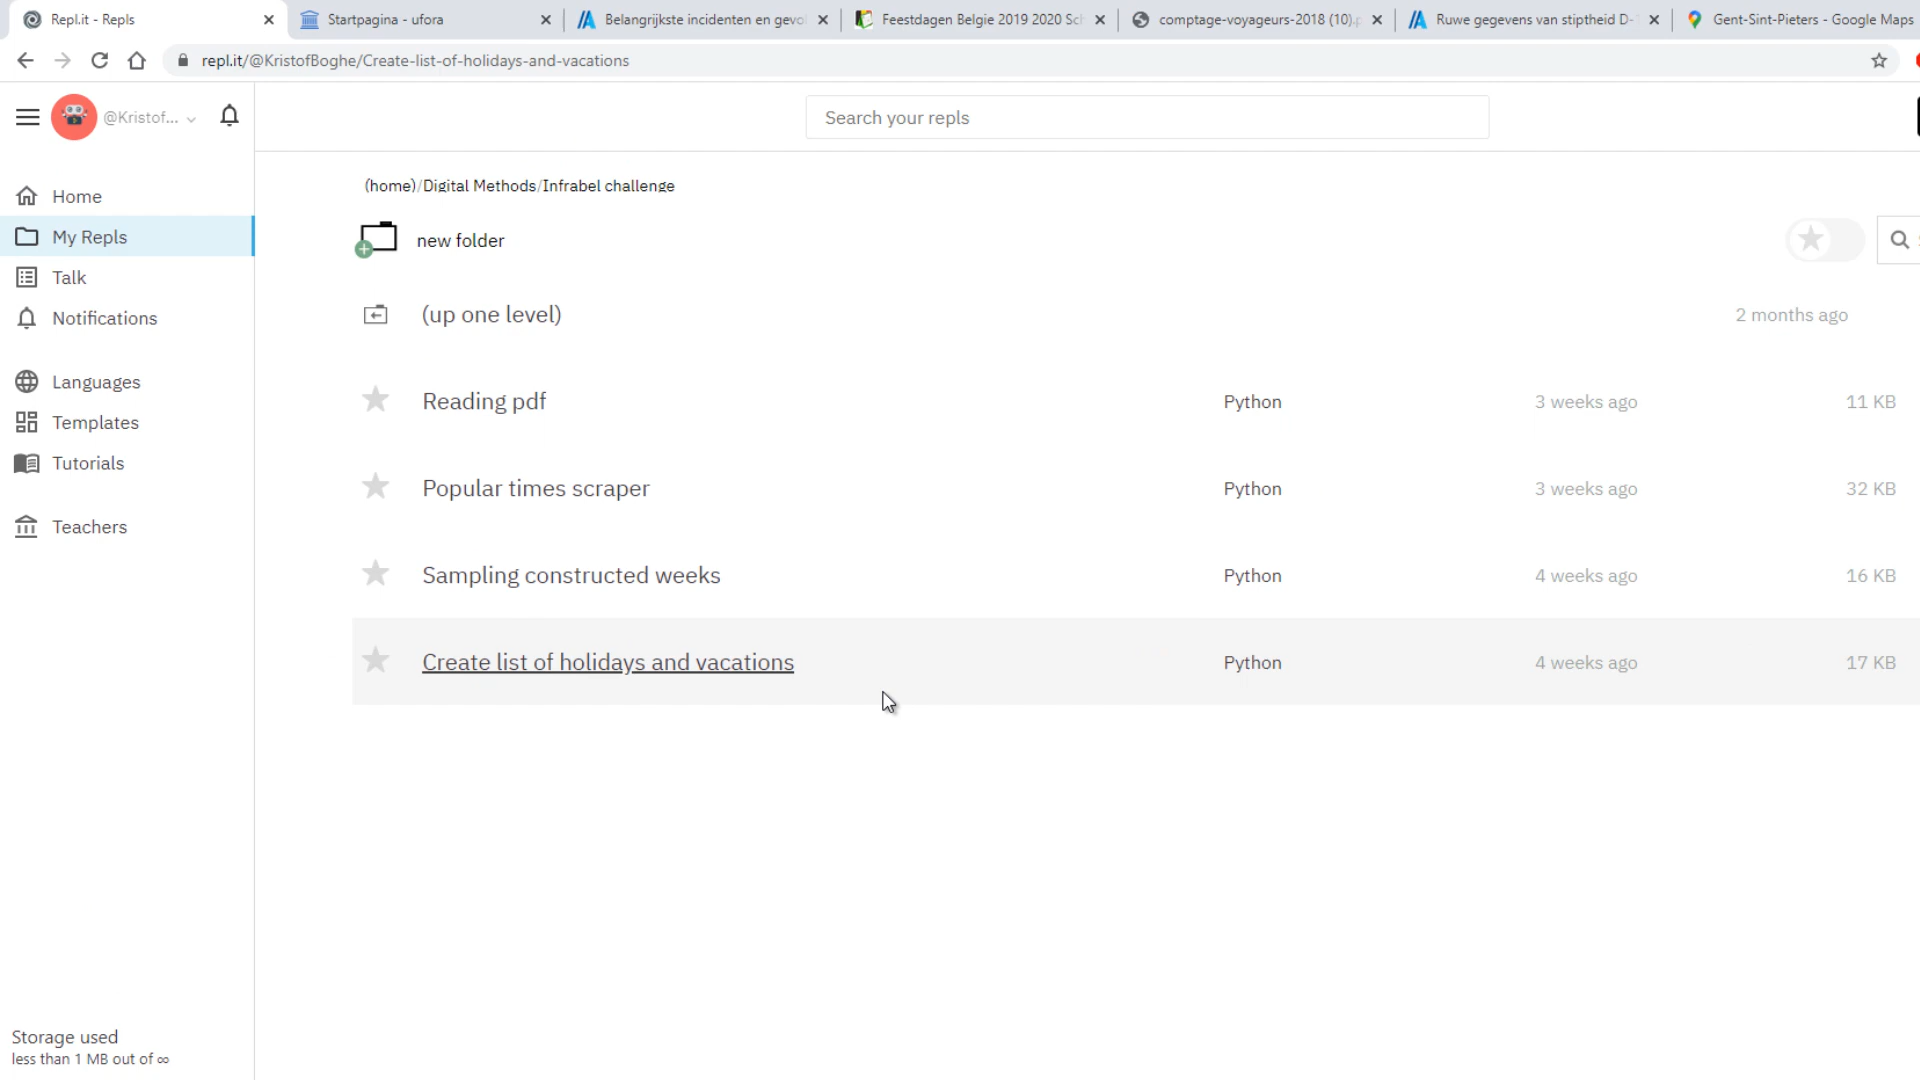 Repl.it - Repls
Startpagina - ufora
Belangrijkste incidenten en gevol
Feestdagen Belgie 2019 2020 Sch
comptage-voyageurs-2018 (10).p
Ruwe gegevens van stiptheid D-
Gent-Sint-Pieters - Google Maps
repl.it/@KristofBoghe/Create-list-of-holidays-and-vacations
@Kristof...
Search your repls
Home
My Repls
Talk
Notifications
Languages
Templates
Tutorials
Teachers
(home)/Digital Methods/Infrabel challenge
new folder
(up one level) 2 months ago
Reading pdf Python 3 weeks ago 11 KB
Popular times scraper Python 3 weeks ago 32 KB
Sampling constructed weeks Python 4 weeks ago 16 KB
Create list of holidays and vacations Python 4 weeks ago 17 KB
Storage used
less than 1 MB out of ∞